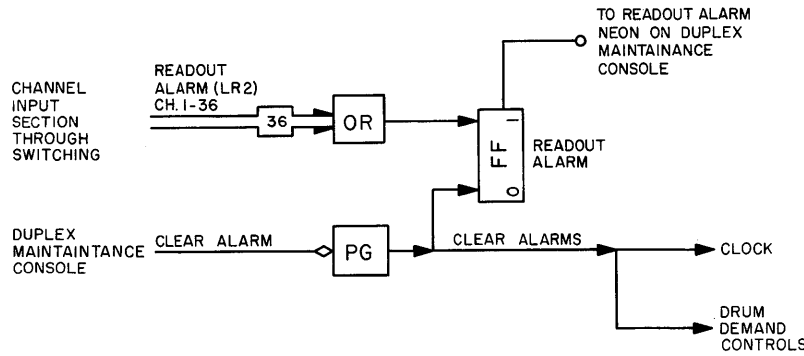 TO READOUT ALARM
NEON ON DUPLEX
MAINTAINANCE
CONSOLE
READOUT
ALARM (LR2)
CH. 1-36
CHANNEL
INPUT
SECTION
THROUGH
SWITCHING
36
OR
FF
1
0
READOUT
ALARM
DUPLEX
MAINTAINTANCE
CONSOLE
CLEAR ALARM
PG
CLEAR ALARMS
CLOCK
DRUM
DEMAND
CONTROLS